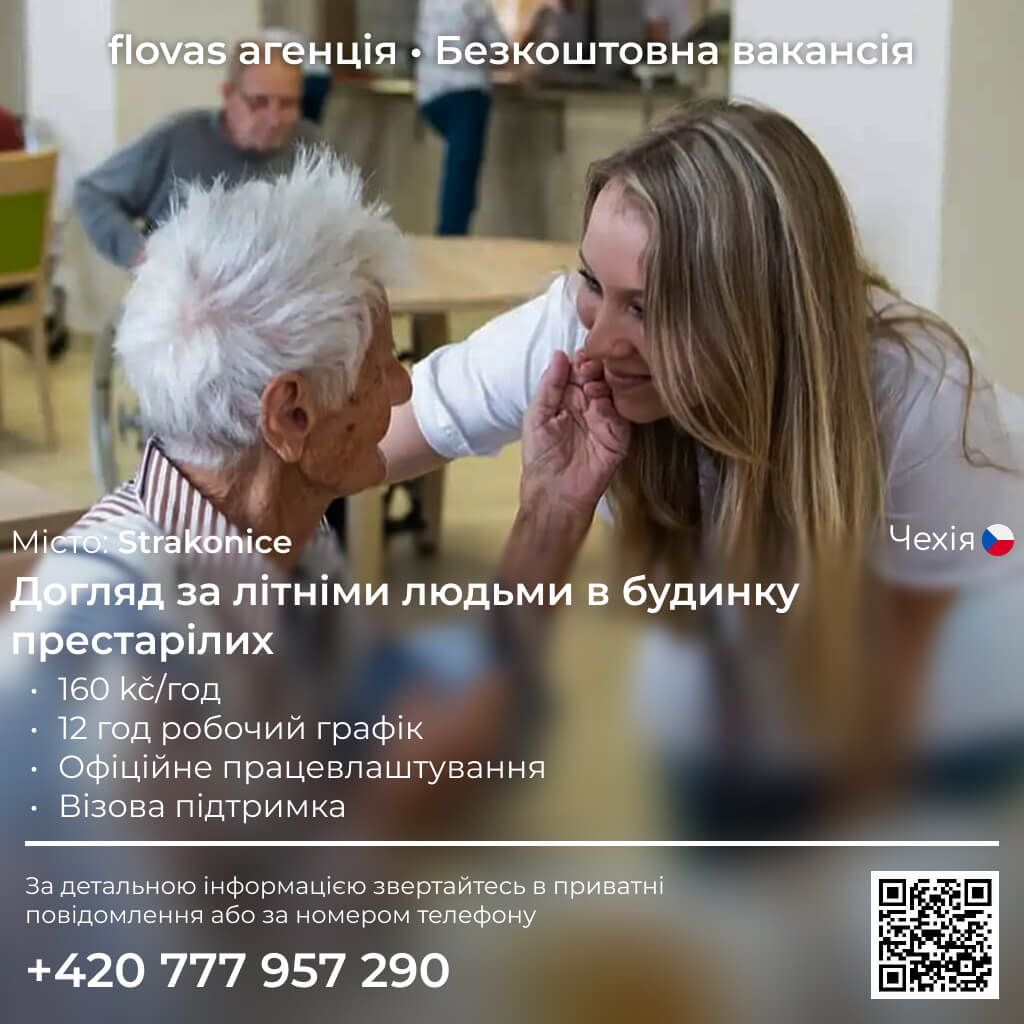 flovas агенція • Безкоштовна вакансія
Місто: Strakonice
Чехія
Догляд за літніми людьми в будинку
престарілих
• 160 kč/год
• 12 год робочий графік
• Офіційне працевлаштування
• Візова підтримка
За детальною інформацією звертайтесь в приватні
повідомлення або за номером телефону
+420 777 957 290